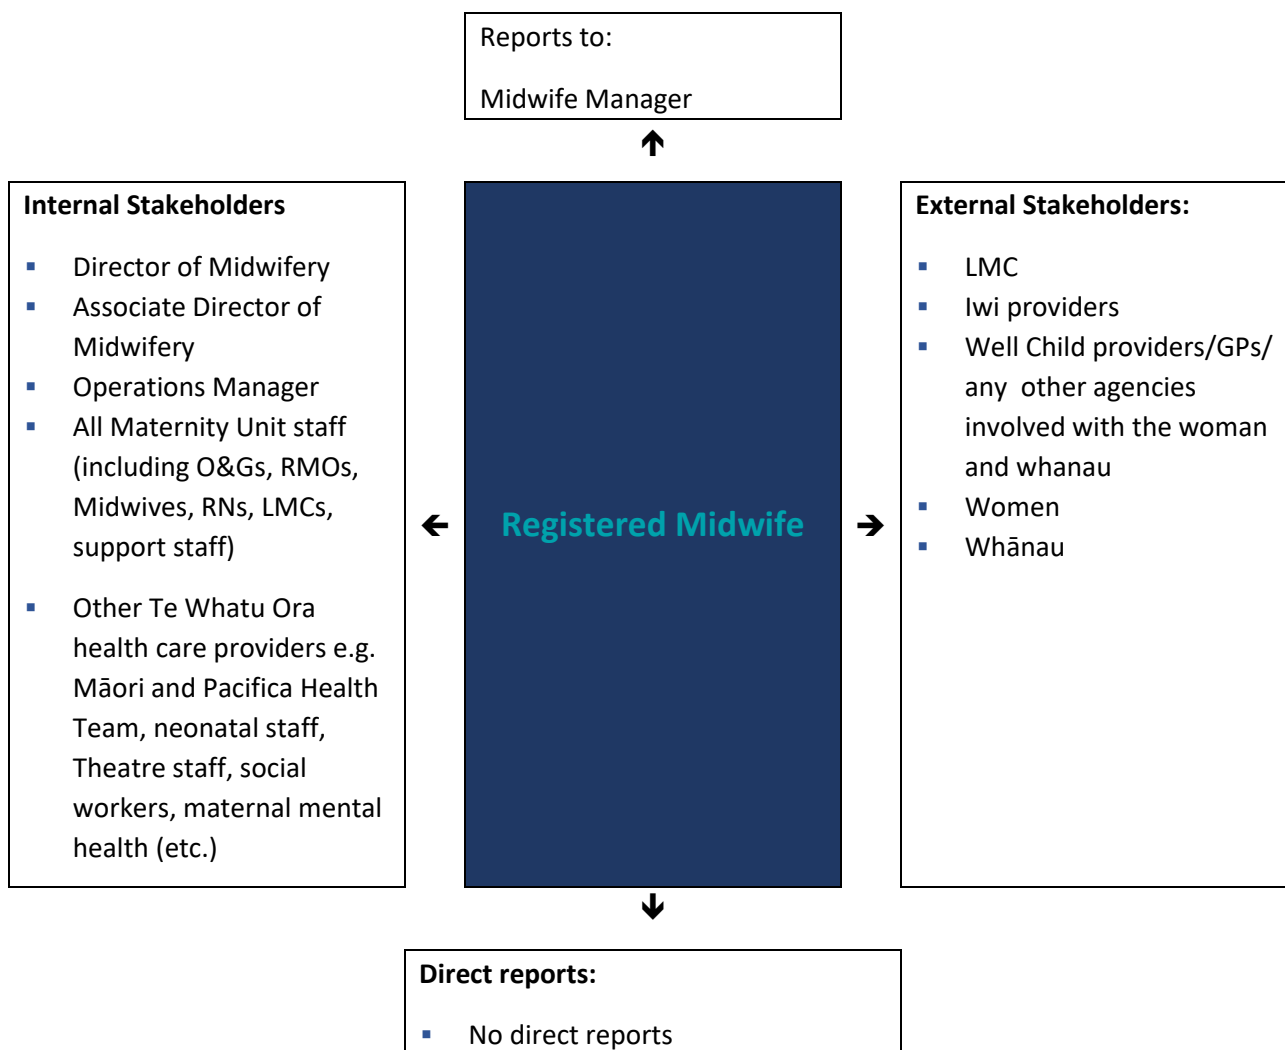 Reports to:
Midwife Manager
🡩
Internal Stakeholders
▪ Director of Midwifery
▪ Associate Director of
Midwifery
▪ Operations Manager
▪ All Maternity Unit staff
(including O&Gs, RMOs,
Midwives, RNs, LMCs,
support staff)
▪ Other Te Whatu Ora
health care providers e.g.
Māori and Pacifica Health
Team, neonatal staff,
Theatre staff, social
workers, maternal mental
health (etc.)
🡨
Registered Midwife
🡪
External Stakeholders:
▪ LMC
▪ Iwi providers
▪ Well Child providers/GPs/
any other agencies
involved with the woman
and whanau
▪ Women
▪ Whānau
🡫
Direct reports:
▪ No direct reports